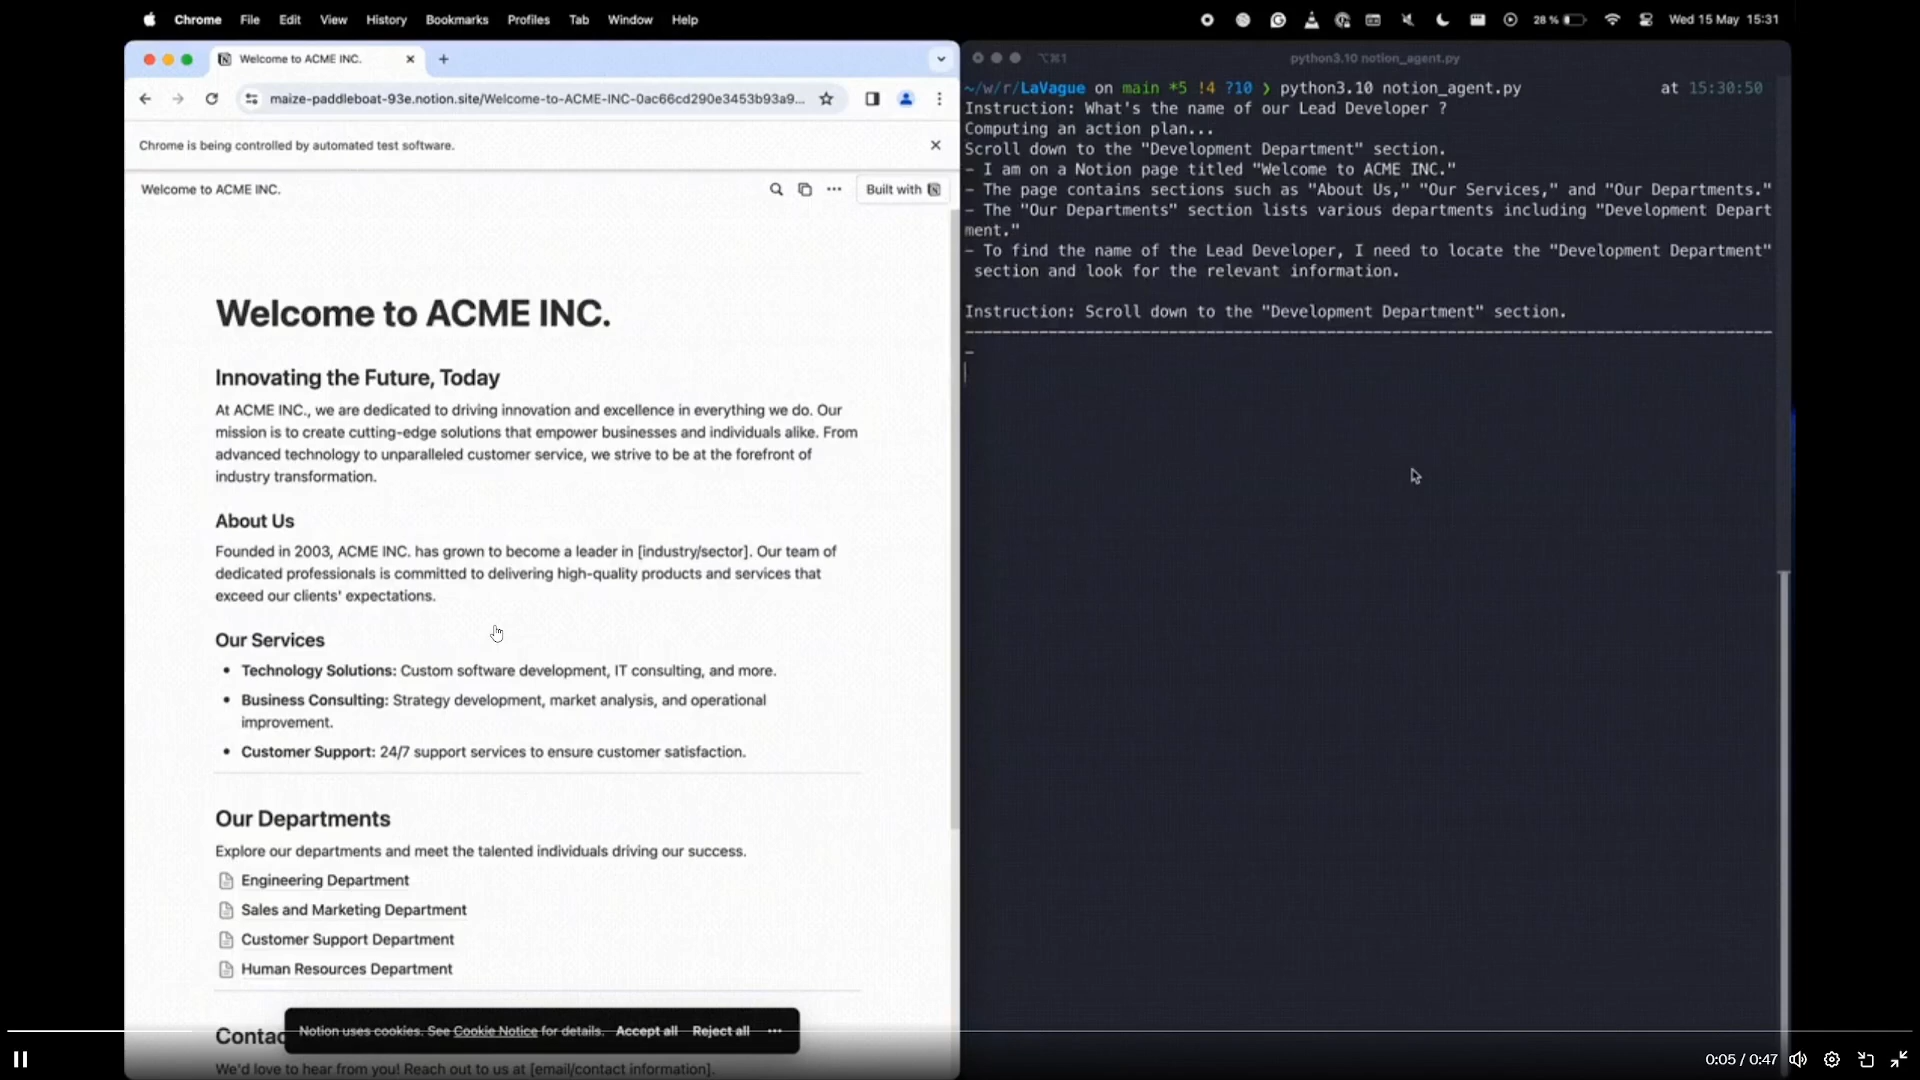 Chrome File Edit View History Bookmarks Profiles Tab Window Help
28 % Wed 15 May 15:31
Welcome to ACME INC.
maize-paddleboat-93e.notion.site/Welcome-to-ACME-INC-0ac66cd290e3453b93a9...
Chrome is being controlled by automated test software.
Welcome to ACME INC.
Built with
Welcome to ACME INC.
Innovating the Future, Today
At ACME INC., we are dedicated to driving innovation and excellence in everything we do. Our
mission is to create cutting-edge solutions that empower businesses and individuals alike. From
advanced technology to unparalleled customer service, we strive to be at the forefront of
industry transformation.
About Us
Founded in 2003, ACME INC. has grown to become a leader in [industry/sector]. Our team of
dedicated professionals is committed to delivering high-quality products and services that
exceed our clients' expectations.
Our Services
• Technology Solutions: Custom software development, IT consulting, and more.
• Business Consulting: Strategy development, market analysis, and operational
improvement.
• Customer Support: 24/7 support services to ensure customer satisfaction.
Our Departments
Explore our departments and meet the talented individuals driving our success.
Engineering Department
Sales and Marketing Department
Customer Support Department
Human Resources Department
Contac
Notion uses cookies. See Cookie Notice for details. Accept all Reject all ...
We'd love to hear from you! Reach out to us at [email/contact information].
⌥⌘1 python3.10 notion_agent.py
~/w/r/LaVague on main *5 !4 ?10 ❯ python3.10 notion_agent.py at 15:30:50
Instruction: What's the name of our Lead Developer ?
Computing an action plan...
Scroll down to the "Development Department" section.
- I am on a Notion page titled "Welcome to ACME INC."
- The page contains sections such as "About Us," "Our Services," and "Our Departments."
- The "Our Departments" section lists various departments including "Development Depart
ment."
- To find the name of the Lead Developer, I need to locate the "Development Department"
section and look for the relevant information.
Instruction: Scroll down to the "Development Department" section.
--------------------------------------------------------------------------------
-
0:05 / 0:47